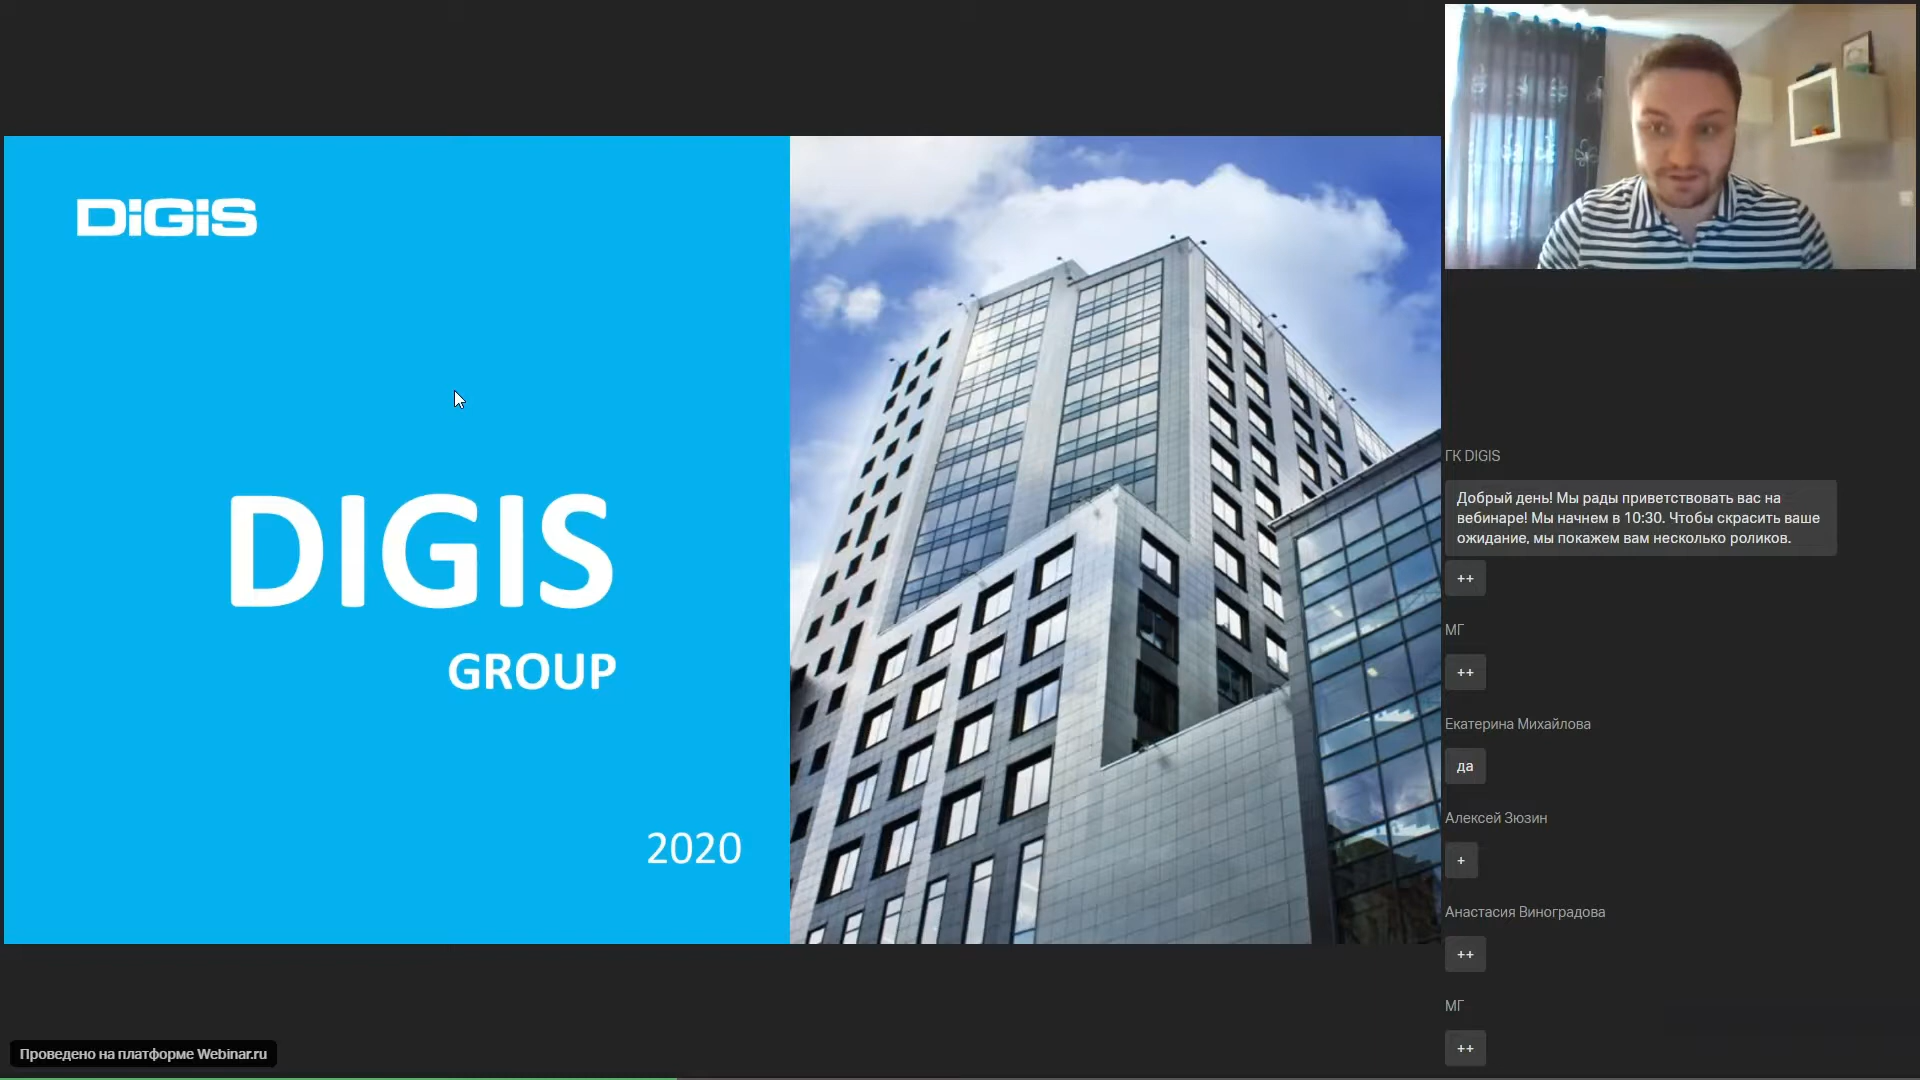 DiGiS
DIGIS
GROUP
2020
ГК DIGIS
Добрый день! Мы рады приветствовать вас на
вебинаре! Мы начнем в 10:30. Чтобы скрасить ваше
ожидание, мы покажем вам несколько роликов.
++
МГ
++
Екатерина Михайлова
да
Алексей Зюзин
+
Анастасия Виноградова
++
МГ
++
Проведено на платформе Webinar.ru